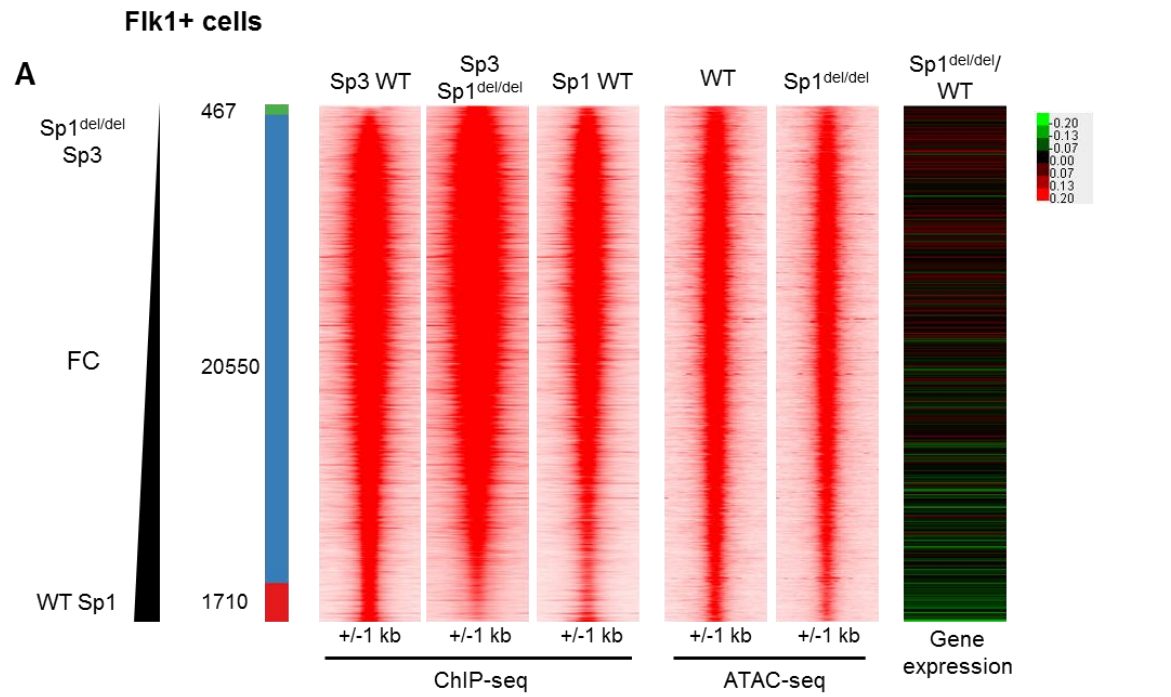 Flk1+ cells
A
Sp1del/del
Sp3
FC
WT Sp1
467
20550
1710
Sp3 WT
Sp3
Sp1del/del
Sp1 WT
WT
Sp1del/del
Sp1del/del/
WT
-0.20
-0.13
-0.07
0.00
0.07
0.13
0.20
+/-1 kb
+/-1 kb
+/-1 kb
+/-1 kb
+/-1 kb
ChIP-seq
ATAC-seq
Gene
expression